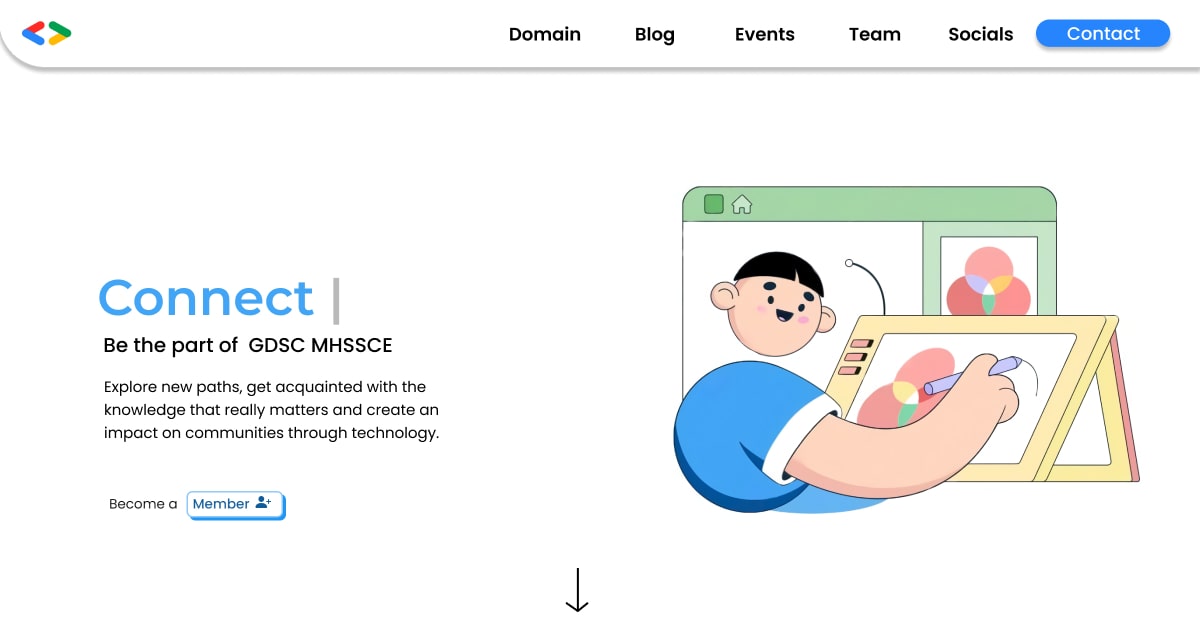 Domain Blog Events Team Socials Contact
Connect |
Be the part of GDSC MHSSCE
Explore new paths, get acquainted with the
knowledge that really matters and create an
impact on communities through technology.
Become a Member